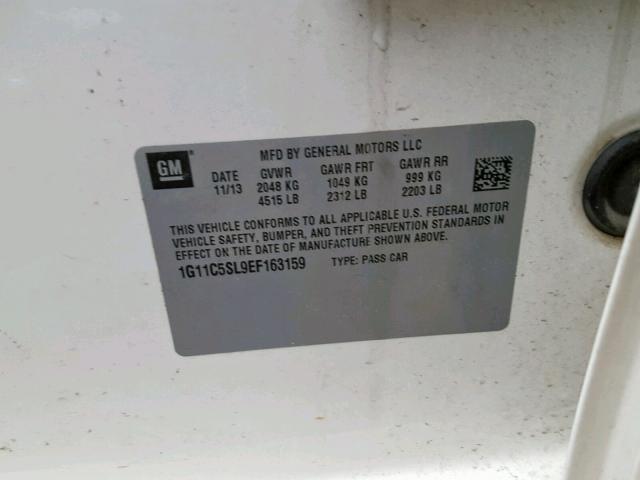 GM
MFD BY GENERAL MOTORS LLC
DATE GVWR GAWR FRT GAWR RR
11/13 2048 KG 1049 KG 999 KG
4515 LB 2312 LB 2203 LB
THIS VEHICLE CONFORMS TO ALL APPLICABLE U.S. FEDERAL MOTOR
VEHICLE SAFETY, BUMPER, AND THEFT PREVENTION STANDARDS IN
EFFECT ON THE DATE OF MANUFACTURE SHOWN ABOVE.
1G11C5SL9EF163159 TYPE: PASS CAR